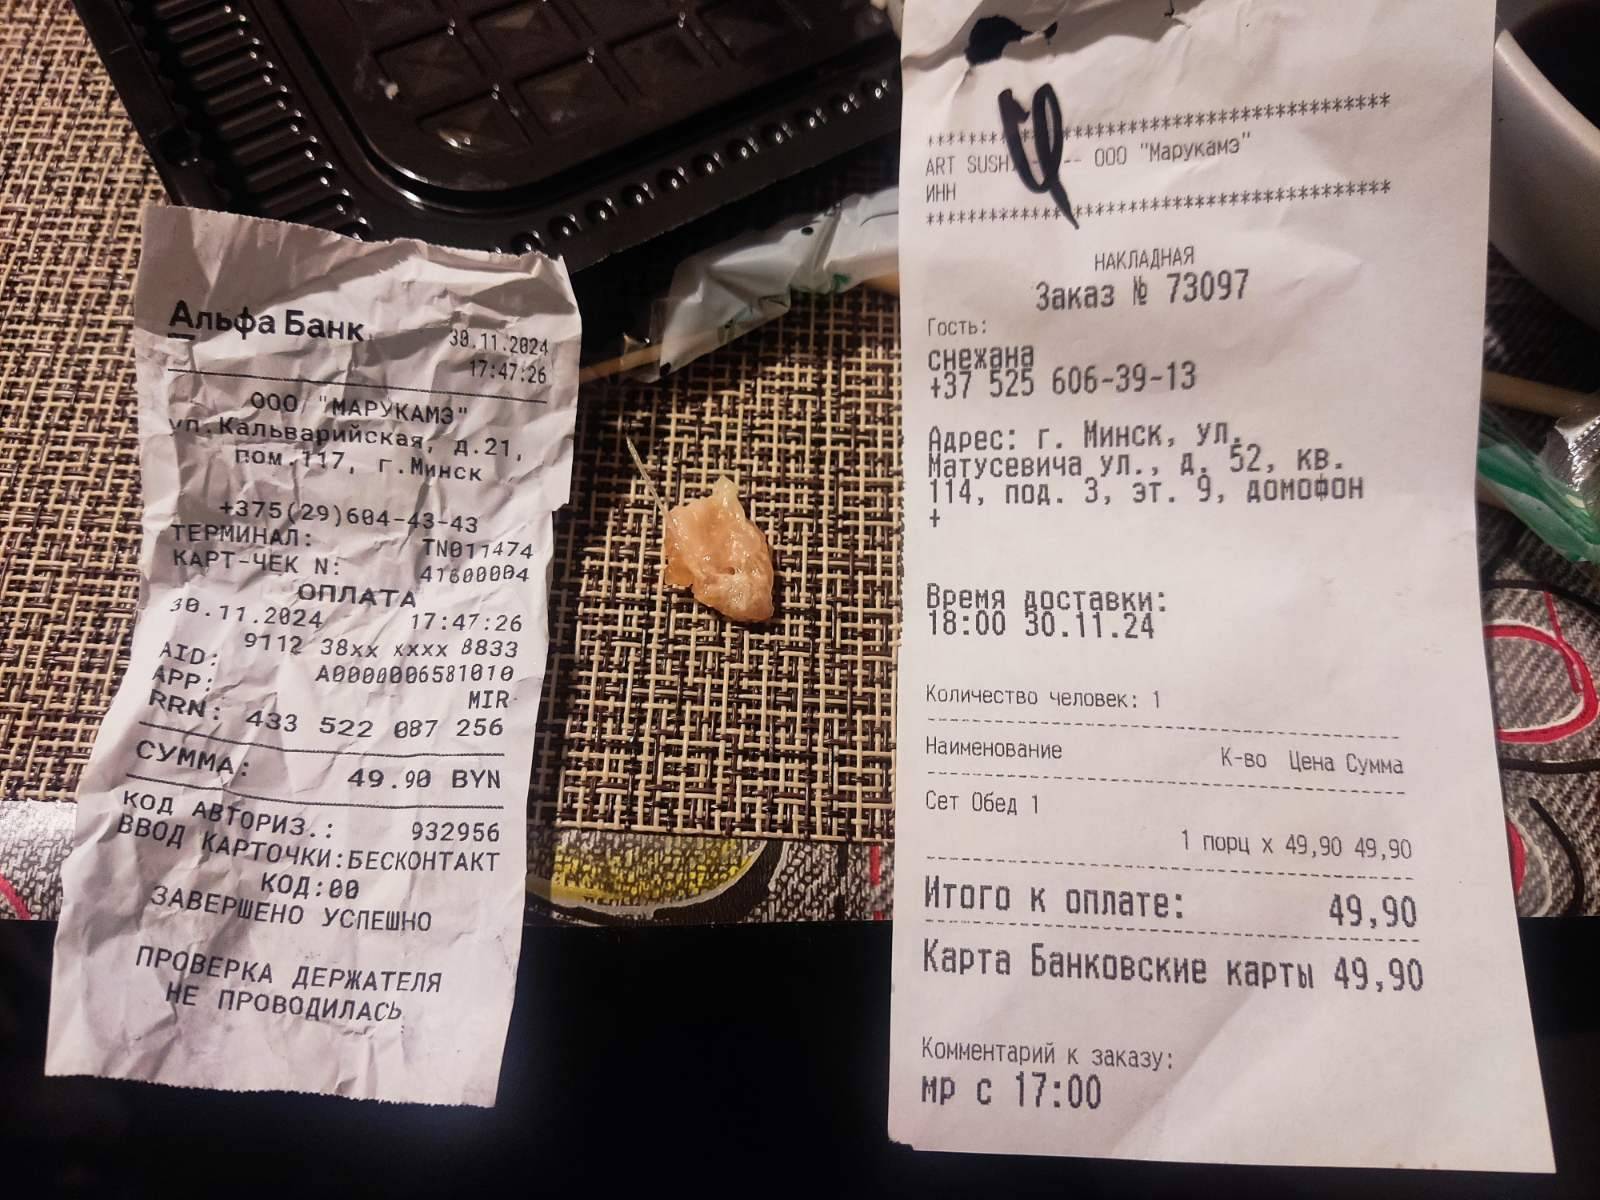 Альфа Банк
30.11.2024
17:47:26
ООО "МАРУКАМЭ"
ул.Кальварийская, д.21,
пом.117, г.Минск
+375(29)604-43-43
ТЕРМИНАЛ: TN011474
КАРТ-ЧЕК N: 41600004
ОПЛАТА
30.11.2024 17:47:26
9112 38xx xxxx 8833
AID: A0000006581010
APP: MIR
RRN: 433 522 087 256
СУММА: 49.90 BYN
КОД АВТОРИЗ.: 932956
ВВОД КАРТОЧКИ:БЕСКОНТАКТ
КОД:00
ЗАВЕРШЕНО УСПЕШНО
ПРОВЕРКА ДЕРЖАТЕЛЯ
НЕ ПРОВОДИЛАСЬ
****************************************
ART SUSH -- ООО "Марукамэ"
ИНН
****************************************
НАКЛАДНАЯ
Заказ № 73097
Гость:
снежана
+37 525 606-39-13
Адрес: г. Минск, ул.
Матусевича ул., д. 52, кв.
114, под. 3, эт. 9, домофон
+
Время доставки:
18:00 30.11.24
Количество человек: 1
Наименование К-во Цена Сумма
Сет Обед 1
1 порц x 49,90 49,90
Итого к оплате: 49,90
Карта Банковские карты 49,90
Комментарий к заказу:
мр с 17:00